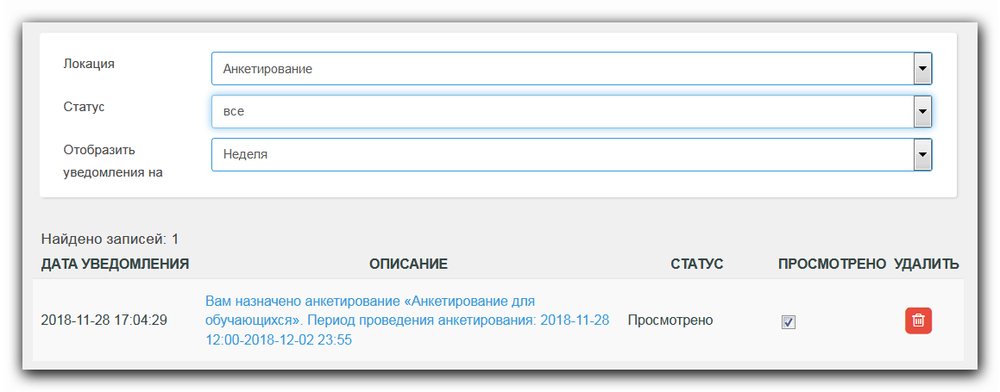 Локация
Анкетирование
Статус
все
Отобразить
уведомления на
Неделя
Найдено записей: 1
ДАТА УВЕДОМЛЕНИЯ ОПИСАНИЕ СТАТУС ПРОСМОТРЕНО УДАЛИТЬ
Вам назначено анкетирование «Анкетирование для
2018-11-28 17:04:29 обучающихся». Период проведения анкетирования: 2018-11-28 Просмотрено
12:00-2018-12-02 23:55